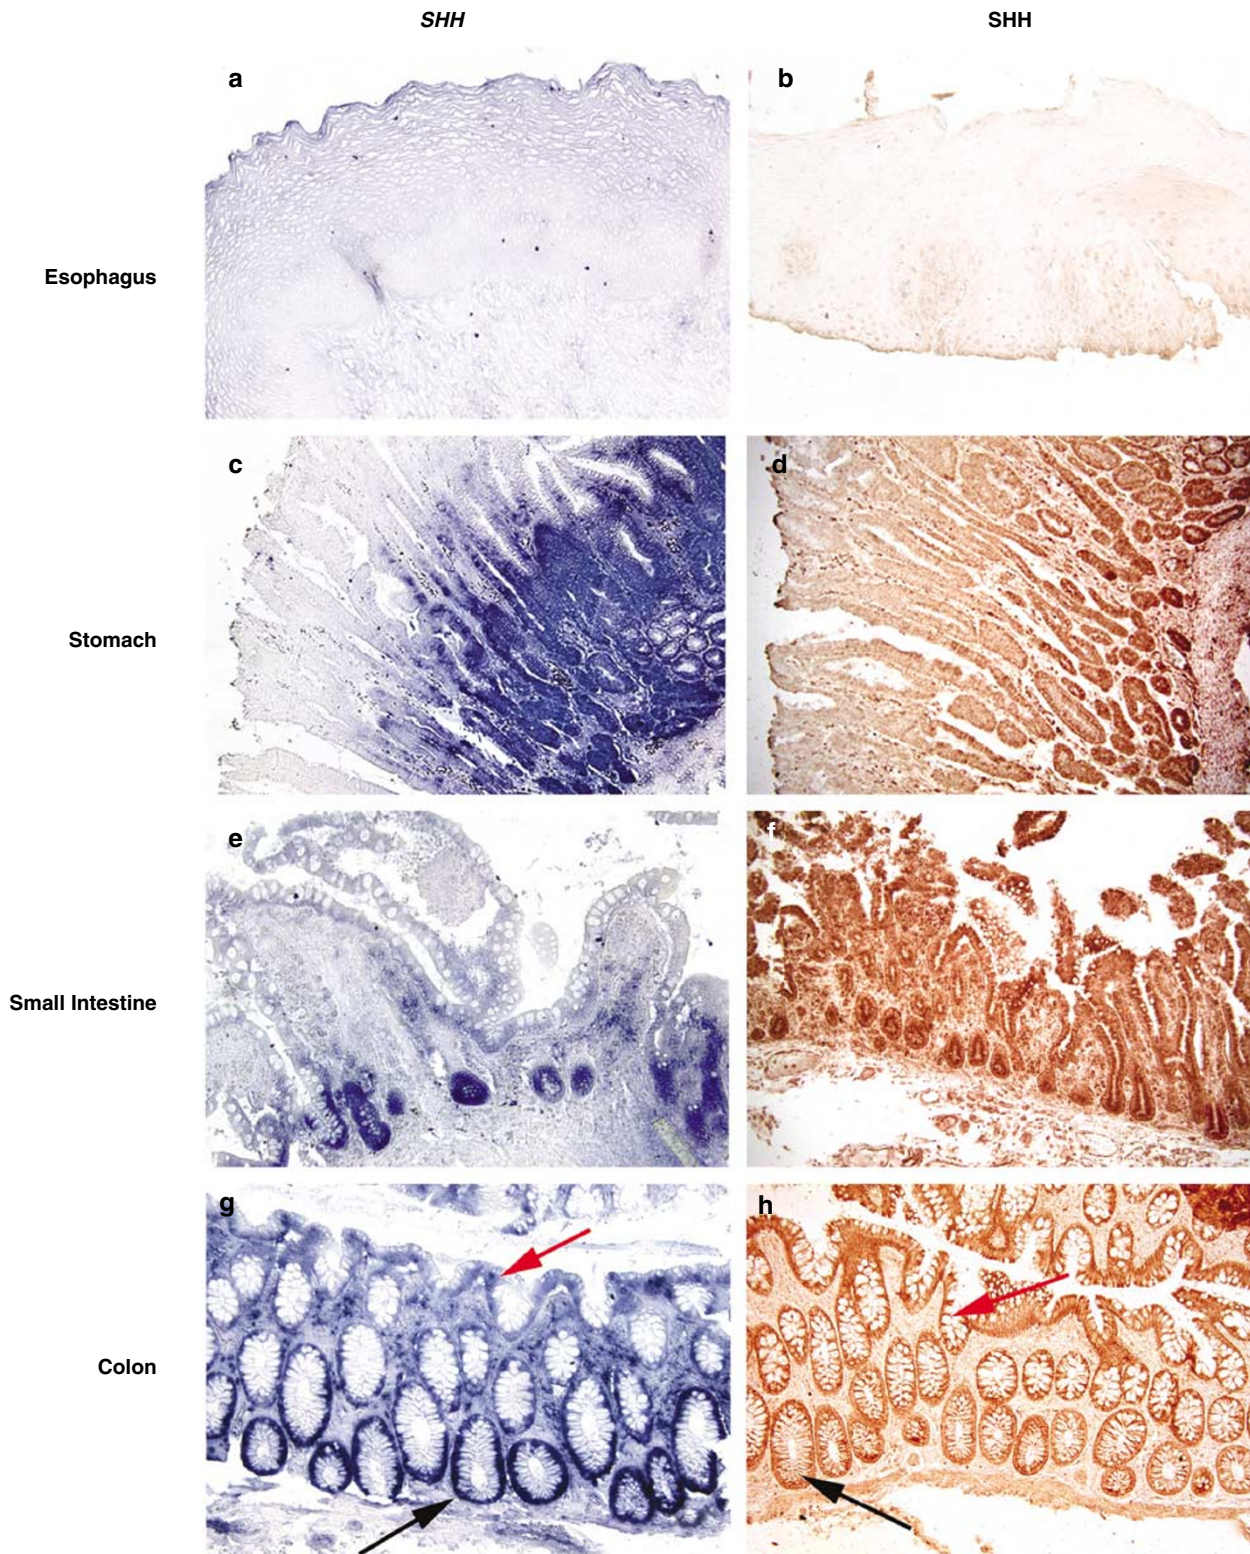 SHH SHH
a b
Esophagus
c d
Stomach
e f
Small Intestine
g h
Colon